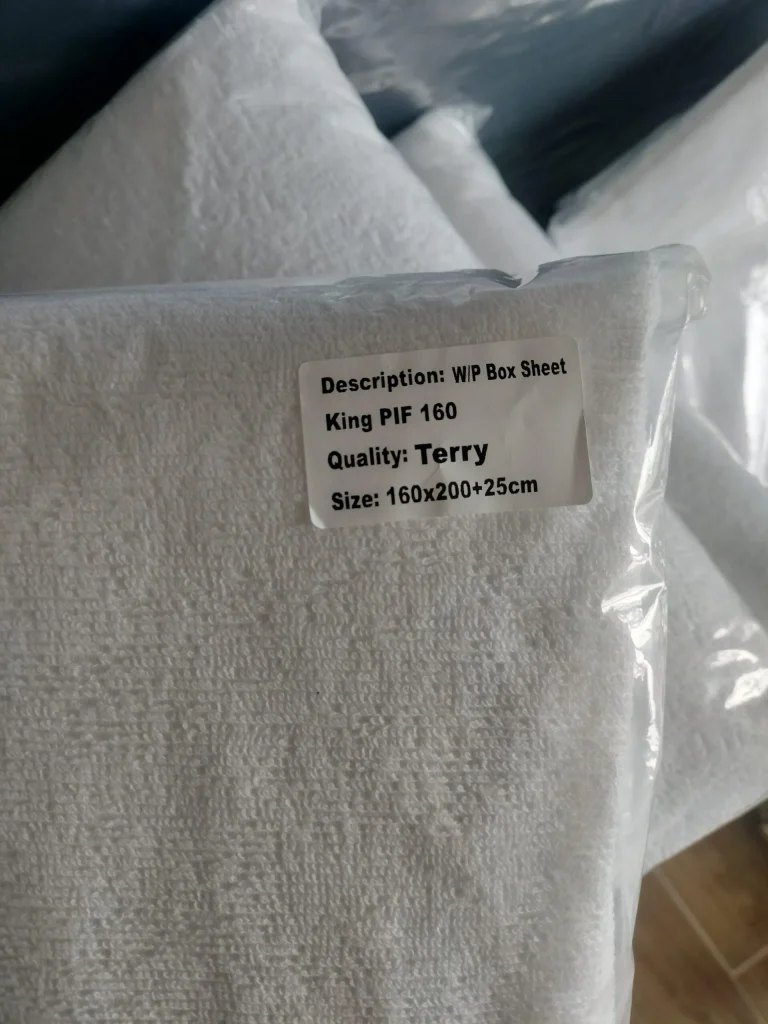 Description: W/P Box Sheet
King PIF 160
Quality: Terry
Size: 160x200+25cm